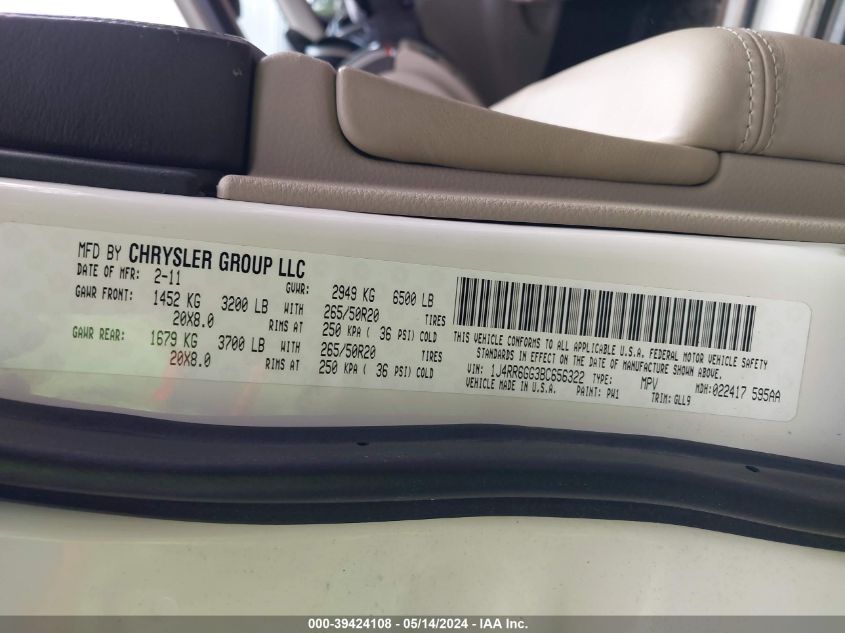 MFD BY CHRYSLER GROUP LLC
DATE OF MFR: 2-11 GVWR: 2949 KG 6500 LB
GAWR FRONT: 1452 KG 3200 LB WITH 265/50R20 TIRES
20X8.0 RIMS AT 250 KPA ( 36 PSI) COLD
GAWR REAR: 1679 KG 3700 LB WITH 265/50R20 TIRES
20X8.0 RIMS AT 250 KPA ( 36 PSI) COLD
THIS VEHICLE CONFORMS TO ALL APPLICABLE U.S.A. FEDERAL MOTOR VEHICLE SAFETY
STANDARDS IN EFFECT ON THE DATE OF MANUFACTURE SHOWN ABOVE.
VIN: 1J4RR6GG3BC656322 TYPE: MPV MDH:022417 595AA
VEHICLE MADE IN U.S.A. PAINT: PW1 TRIM: GLL9
000-39424108 - 05/14/2024 - IAA Inc.